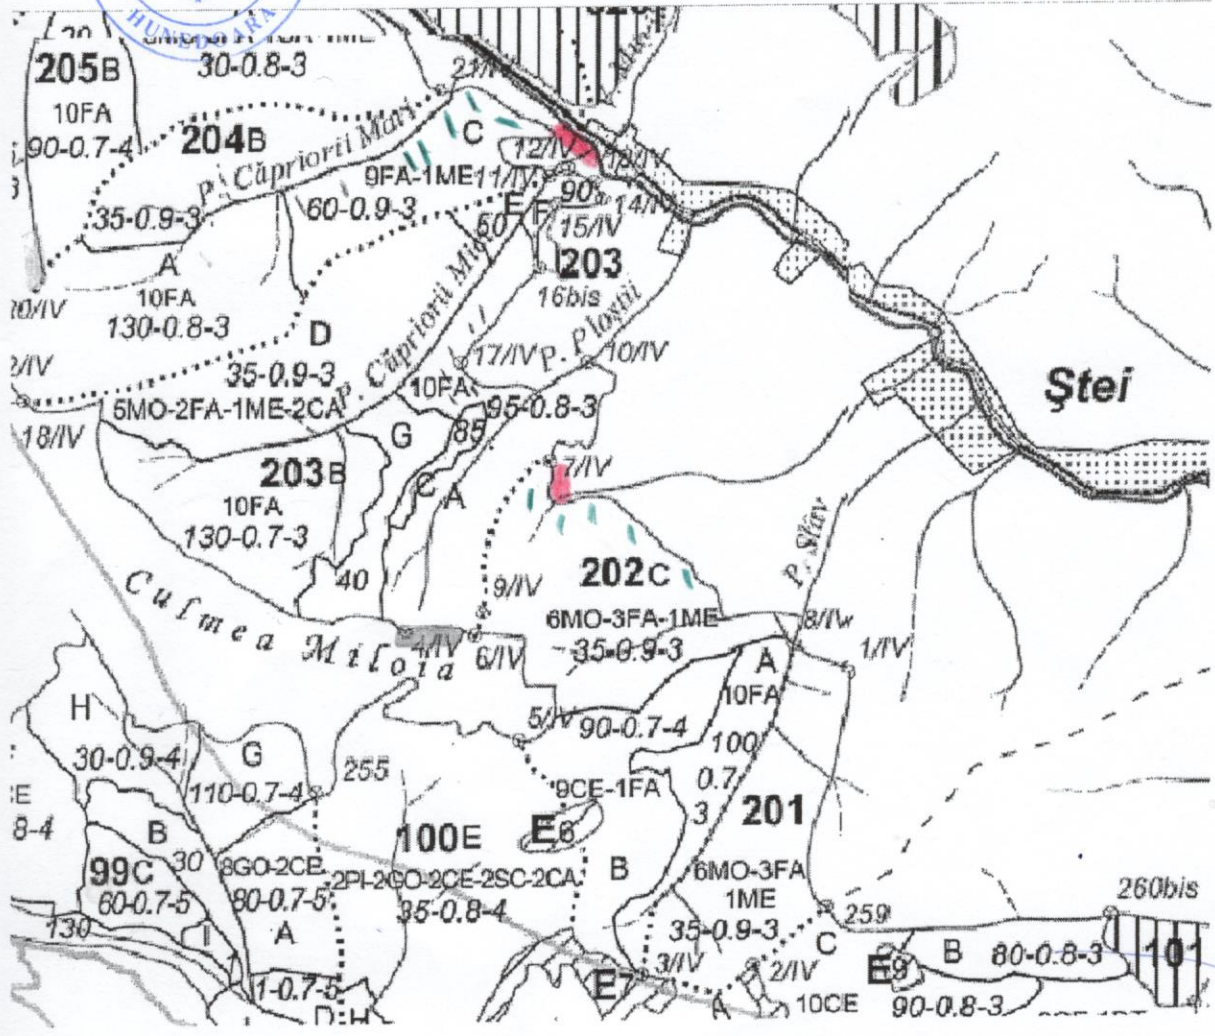 HUNEDOARA
30-0.8-3
205B
10FA
90-0.7-4
21/IV
204B
P. Căpriorii Mari
C
12/IV
13/IV
9FA-1ME
11/IV
60-0.9-3
90
14/IV
35-0.9-3
E
F
50
15/IV
203
A
10FA
130-0.8-3
16bis
P. Căpriorii Mici
D
35-0.9-3
17/IV
P. Ploștii
10/IV
5MO-2FA-1ME-2CA
10FA
95-0.8-3
Ștei
18/IV
G
85
7/IV
203B
10FA
130-0.7-3
C
A
P. Slăv
40
9/IV
202C
6MO-3FA-1ME
35-0.9-3
8/Iw
1/IV
Culmea Miloia
4/IV
6/IV
A
10FA
5/IV
90-0.7-4
H
30-0.9-4
G
110-0.7-4
255
100
0.7
3
9CE-1FA
201
8-4
B
30
99C
60-0.7-5
8GO-2CE
80-0.7-5
A
100E
2PI-2GO-2CE-2SC-2CA
35-0.8-4
E6
B
6MO-3FA
1ME
35-0.9-3
259
260bis
130
I
1-0.7-5
D
H
E7
3/IV
2/IV
C
10CE
A
E9
B
80-0.8-3
90-0.8-3
101